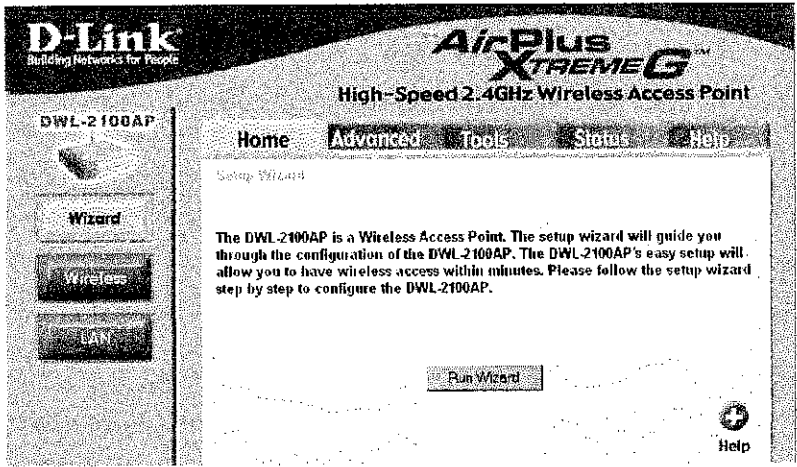 D-Link
Building Networks for People
AirPlus
XTREME G™
High-Speed 2.4GHz Wireless Access Point
DWL-2100AP
Home Advanced Tools Status Help
Setup Wizard
Wizard
The DWL-2100AP is a Wireless Access Point. The setup wizard will guide you
through the configuration of the DWL-2100AP. The DWL-2100AP's easy setup will
allow you to have wireless access within minutes. Please follow the setup wizard
step by step to configure the DWL-2100AP.
Wireless
LAN
Run Wizard
Help